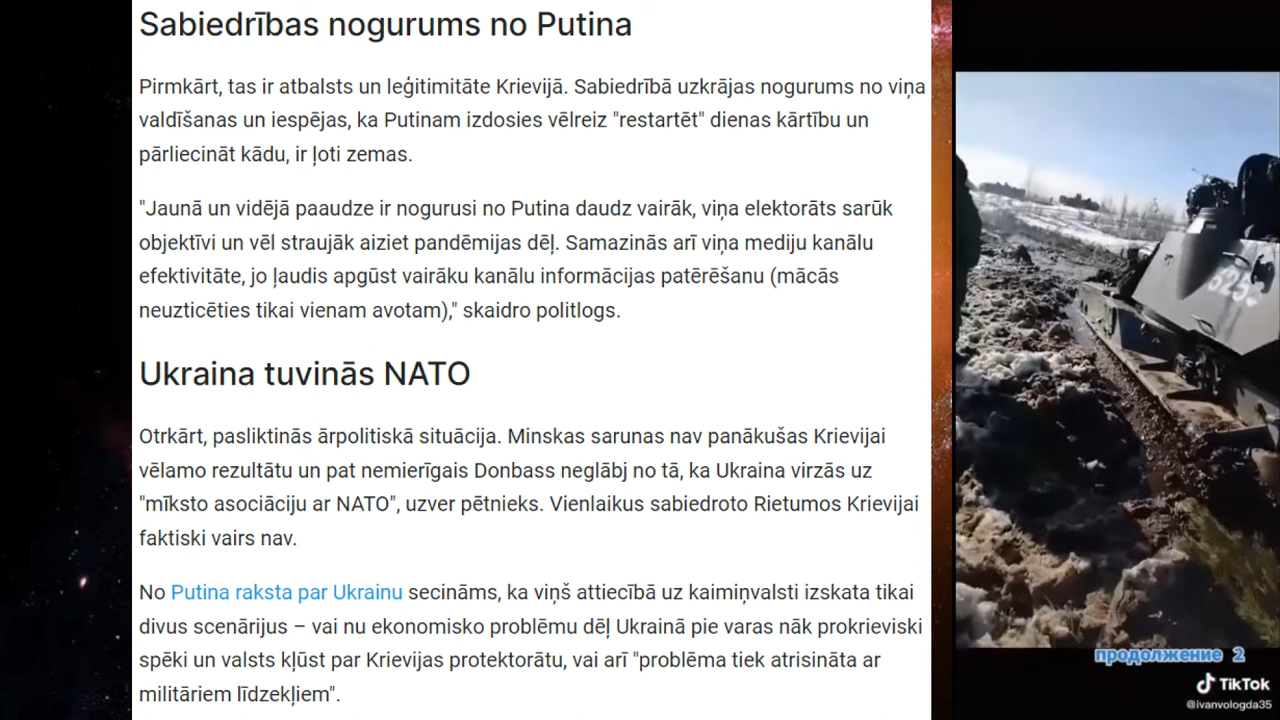 Sabiedrības nogurums no Putina
Pirmkārt, tas ir atbalsts un leģitimitāte Krievijā. Sabiedrībā uzkrājas nogurums no viņa
valdīšanas un iespējas, ka Putinam izdosies vēlreiz "restartēt" dienas kārtību un
pārliecināt kādu, ir ļoti zemas.
"Jaunā un vidējā paaudze ir nogurusi no Putina daudz vairāk, viņa elektorāts sarūk
objektīvi un vēl straujāk aiziet pandēmijas dēļ. Samazinās arī viņa mediju kanālu
efektivitāte, jo ļaudis apgūst vairāku kanālu informācijas patērēšanu (mācās
neuzticēties tikai vienam avotam)," skaidro politlogs.
Ukraina tuvinās NATO
Otrkārt, pasliktinās ārpolitiskā situācija. Minskas sarunas nav panākušas Krievijai
vēlamo rezultātu un pat nemierīgais Donbass neglābj no tā, ka Ukraina virzās uz
"mīksto asociāciju ar NATO", uzver pētnieks. Vienlaikus sabiedroto Rietumos Krievijai
faktiski vairs nav.
No Putina raksta par Ukrainu secināms, ka viņš attiecībā uz kaimiņvalsti izskata tikai
divus scenārijus – vai nu ekonomisko problēmu dēļ Ukrainā pie varas nāk prokrieviski
spēki un valsts kļūst par Krievijas protektorātu, vai arī "problēma tiek atrisināta ar
militāriem līdzekļiem".
продолжение 2
TikTok
@ivanvologda35